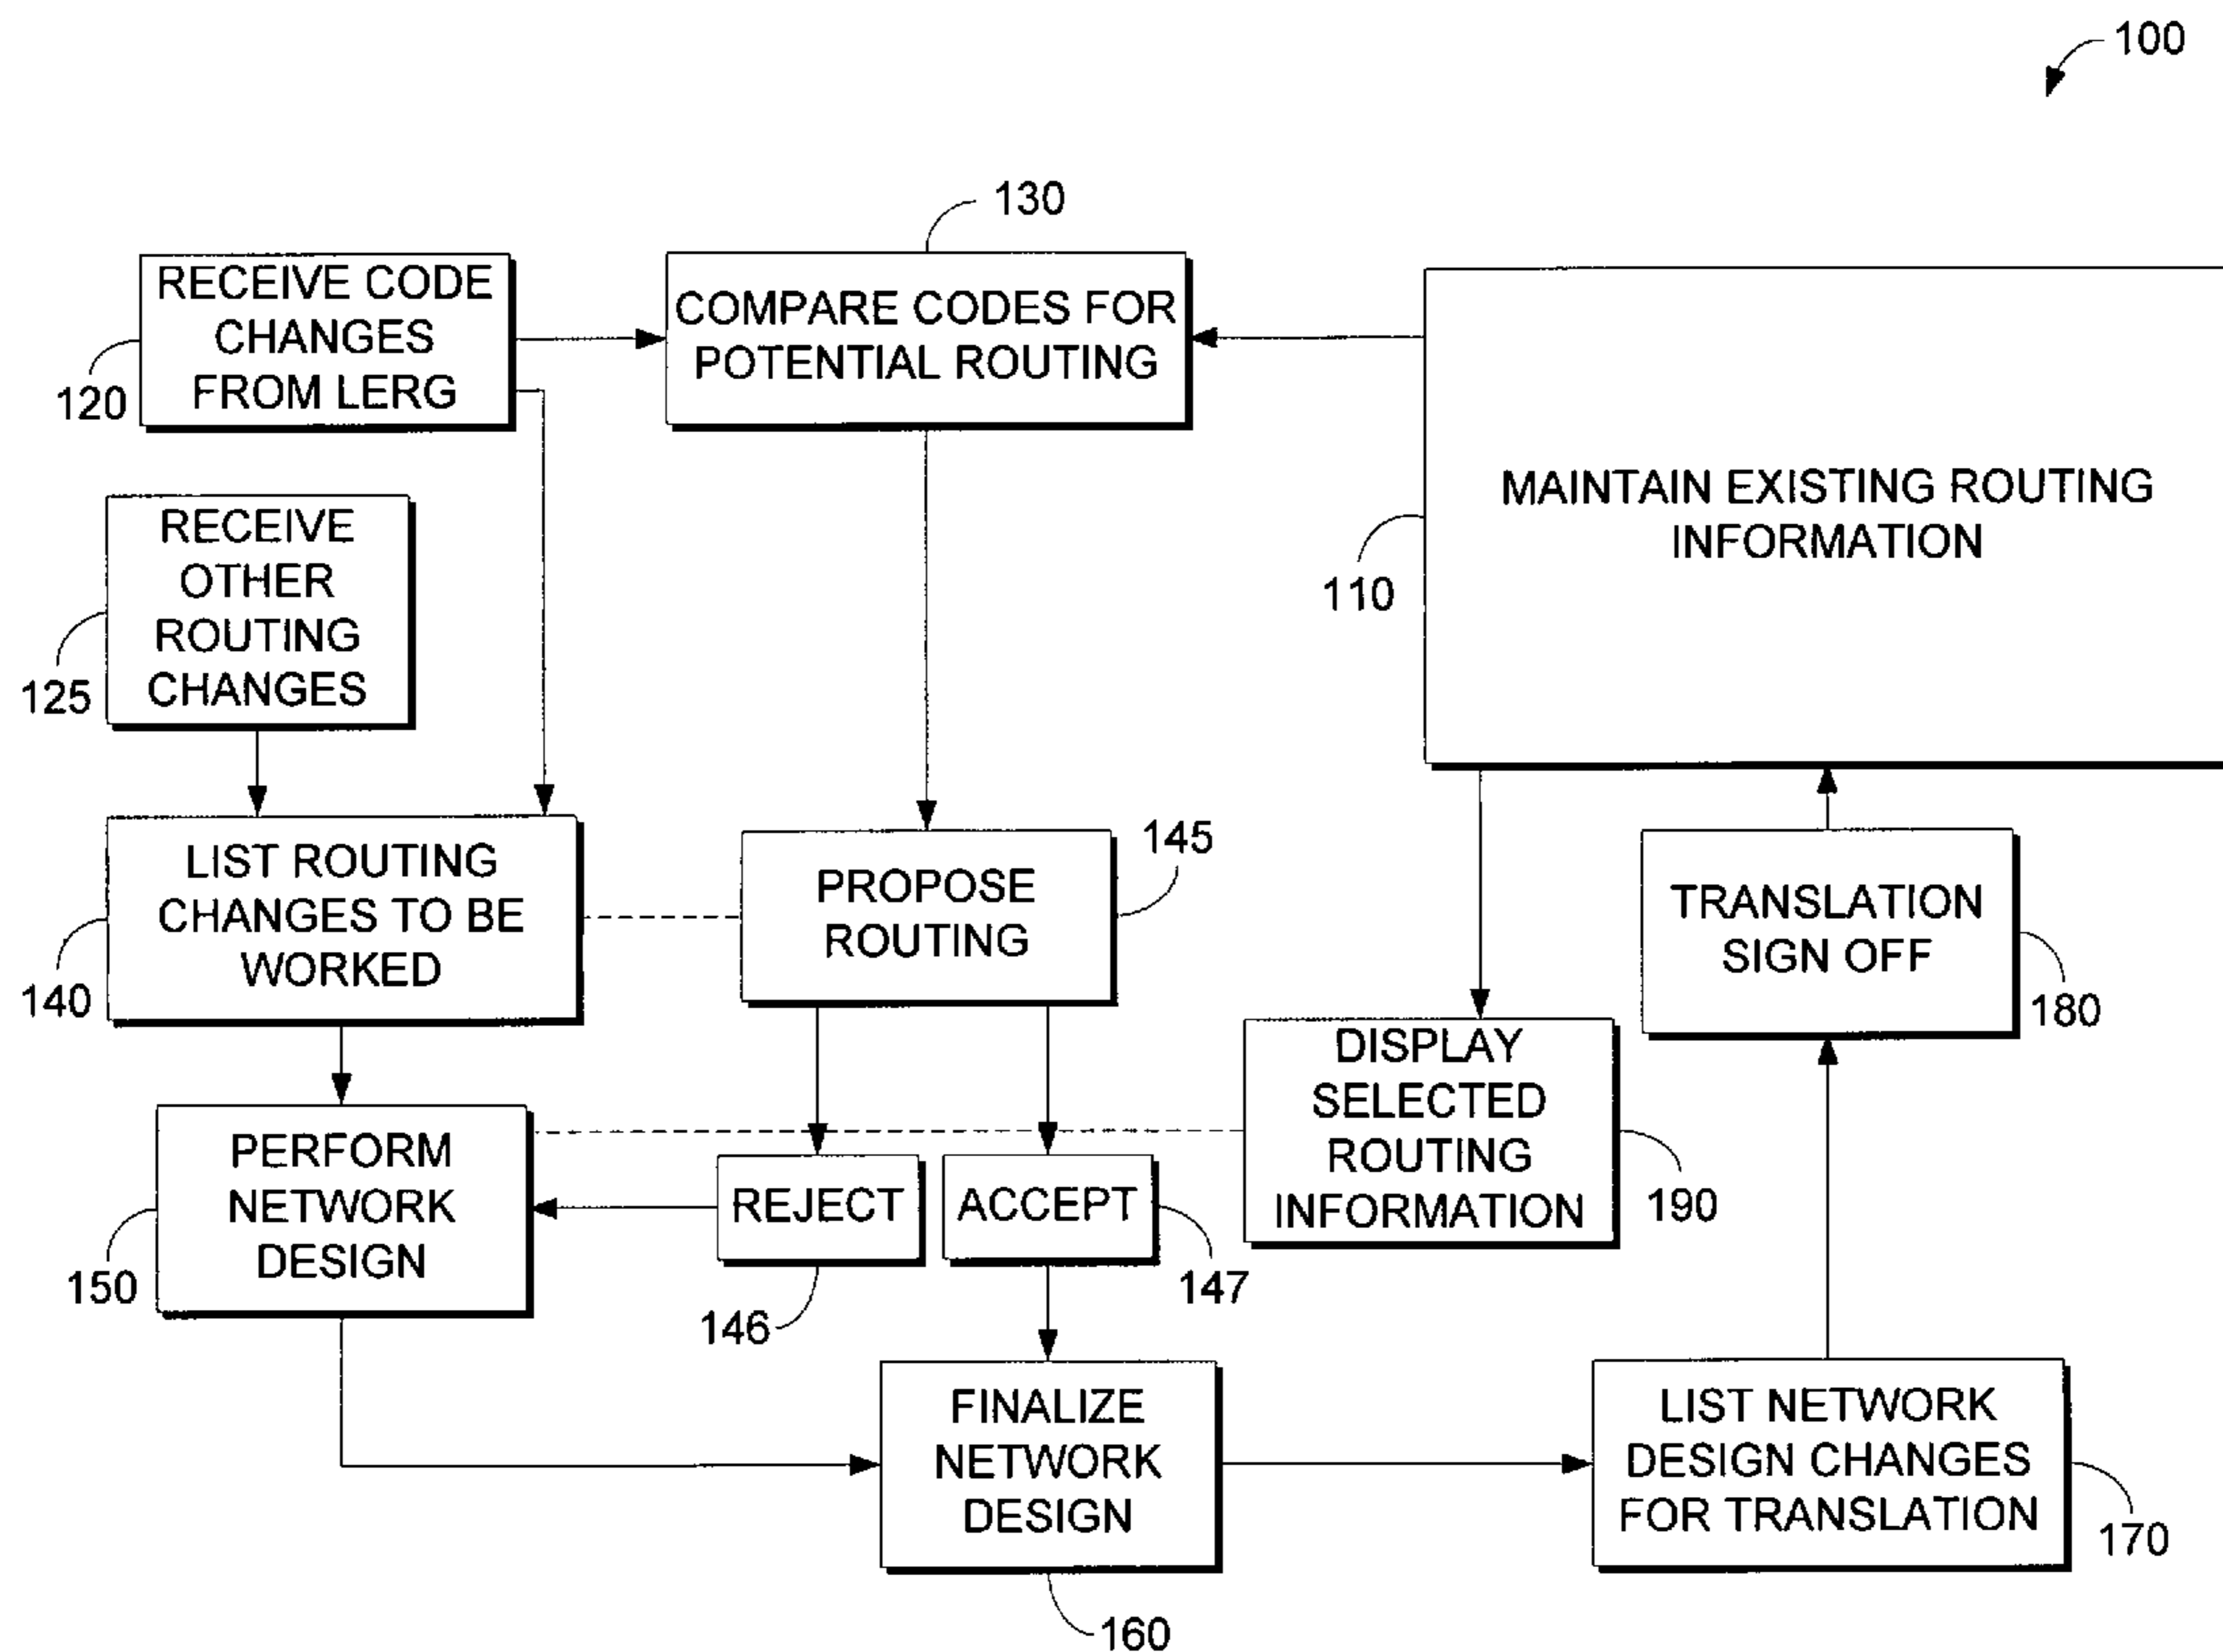 100
130
RECEIVE CODE
CHANGES
FROM LERG
120
COMPARE CODES FOR
POTENTIAL ROUTING
MAINTAIN EXISTING ROUTING
INFORMATION
110
RECEIVE
OTHER
ROUTING
CHANGES
125
LIST ROUTING
CHANGES TO BE
WORKED
140
PROPOSE
ROUTING
145
TRANSLATION
SIGN OFF
180
DISPLAY
SELECTED
ROUTING
INFORMATION
190
PERFORM
NETWORK
DESIGN
150
REJECT
146
ACCEPT
147
FINALIZE
NETWORK
DESIGN
160
LIST NETWORK
DESIGN CHANGES
FOR TRANSLATION
170